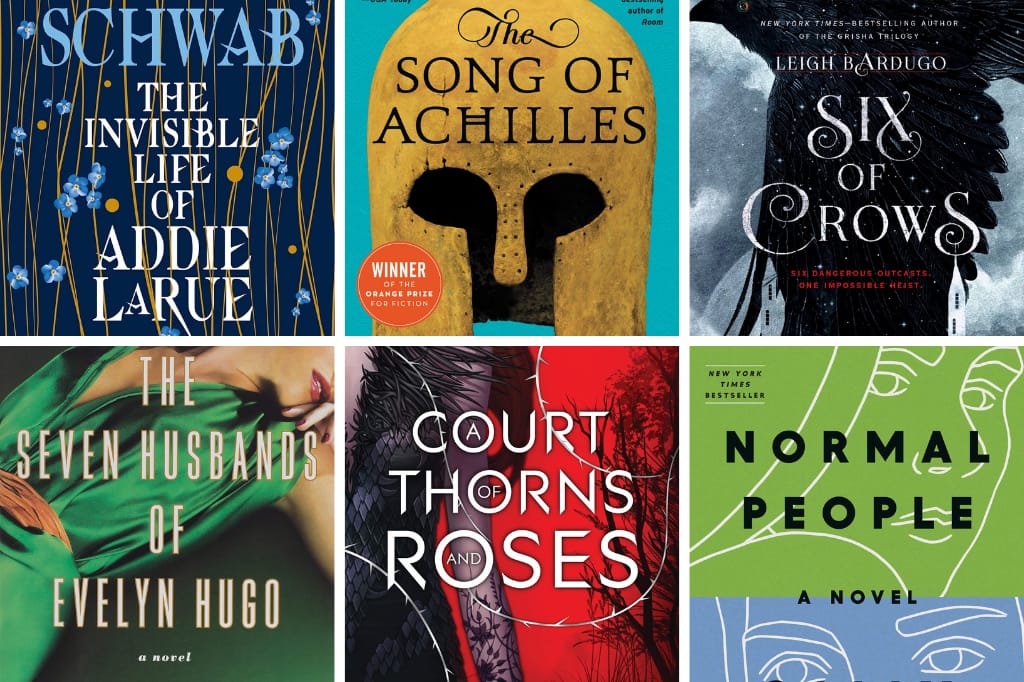 SCHWAB
THE
INVISIBLE
LIFE
OF
ADDIE
LARUE
USA Today
bestselling
author of
Room
The
SONG OF
ACHILLES
WINNER
OF THE
ORANGE PRIZE
FOR FICTION
NEW YORK TIMES—BESTSELLING AUTHOR
OF THE GRISHA TRILOGY
LEIGH BARDUGO
SIX
OF
CROWS
SIX DANGEROUS OUTCASTS.
ONE IMPOSSIBLE HEIST.
THE
SEVEN HUSBANDS
OF
EVELYN HUGO
a novel
A
COURT
THORNS
OF
ROSES
AND
NEW YORK
TIMES
BESTSELLER
NORMAL
PEOPLE
A NOVEL